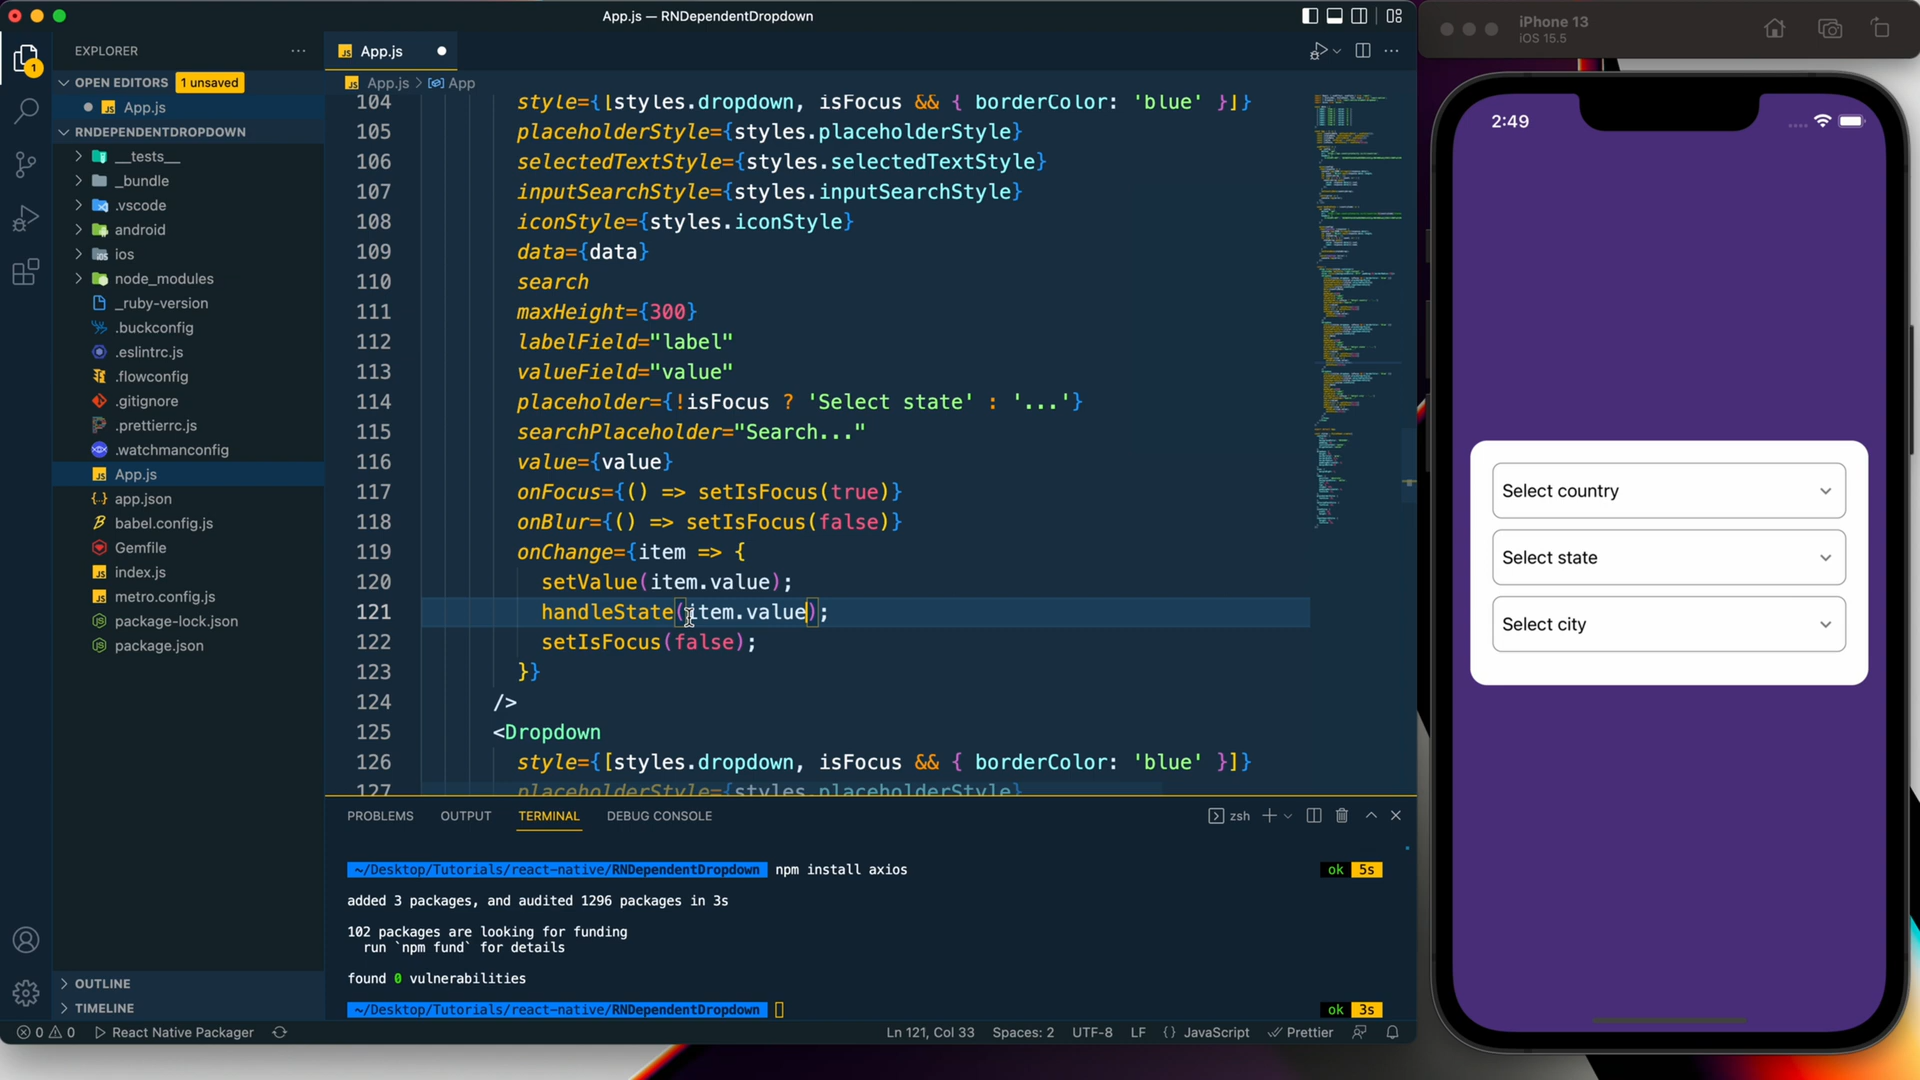 App.js — RNDependentDropdown
iPhone 13
iOS 15.5
EXPLORER
OPEN EDITORS
1 unsaved
App.js
RNDEPENDENTDROPDOWN
__tests__
_bundle
.vscode
android
ios
node_modules
_ruby-version
.buckconfig
.eslintrc.js
.flowconfig
.gitignore
.prettierrc.js
.watchmanconfig
App.js
app.json
babel.config.js
Gemfile
index.js
metro.config.js
package-lock.json
package.json
OUTLINE
TIMELINE
App.js
App.js > App
104 style={[styles.dropdown, isFocus && { borderColor: 'blue' }]}
105 placeholderStyle={styles.placeholderStyle}
106 selectedTextStyle={styles.selectedTextStyle}
107 inputSearchStyle={styles.inputSearchStyle}
108 iconStyle={styles.iconStyle}
109 data={data}
110 search
111 maxHeight={300}
112 labelField="label"
113 valueField="value"
114 placeholder={!isFocus ? 'Select state' : '...'}
115 searchPlaceholder="Search..."
116 value={value}
117 onFocus={() => setIsFocus(true)}
118 onBlur={() => setIsFocus(false)}
119 onChange={item => {
120 setValue(item.value);
121 handleState(item.value);
122 setIsFocus(false);
123 }}
124 />
125 <Dropdown
126 style={[styles.dropdown, isFocus && { borderColor: 'blue' }]}
127 placeholderStyle={styles.placeholderStyle}
PROBLEMS OUTPUT TERMINAL DEBUG CONSOLE
zsh
~/Desktop/Tutorials/react-native/RNDependentDropdown npm install axios
ok 5s
added 3 packages, and audited 1296 packages in 3s
102 packages are looking for funding
run `npm fund` for details
found 0 vulnerabilities
~/Desktop/Tutorials/react-native/RNDependentDropdown
ok 3s
0 0 React Native Packager
Ln 121, Col 33 Spaces: 2 UTF-8 LF {} JavaScript Prettier
2:49
Select country
Select state
Select city